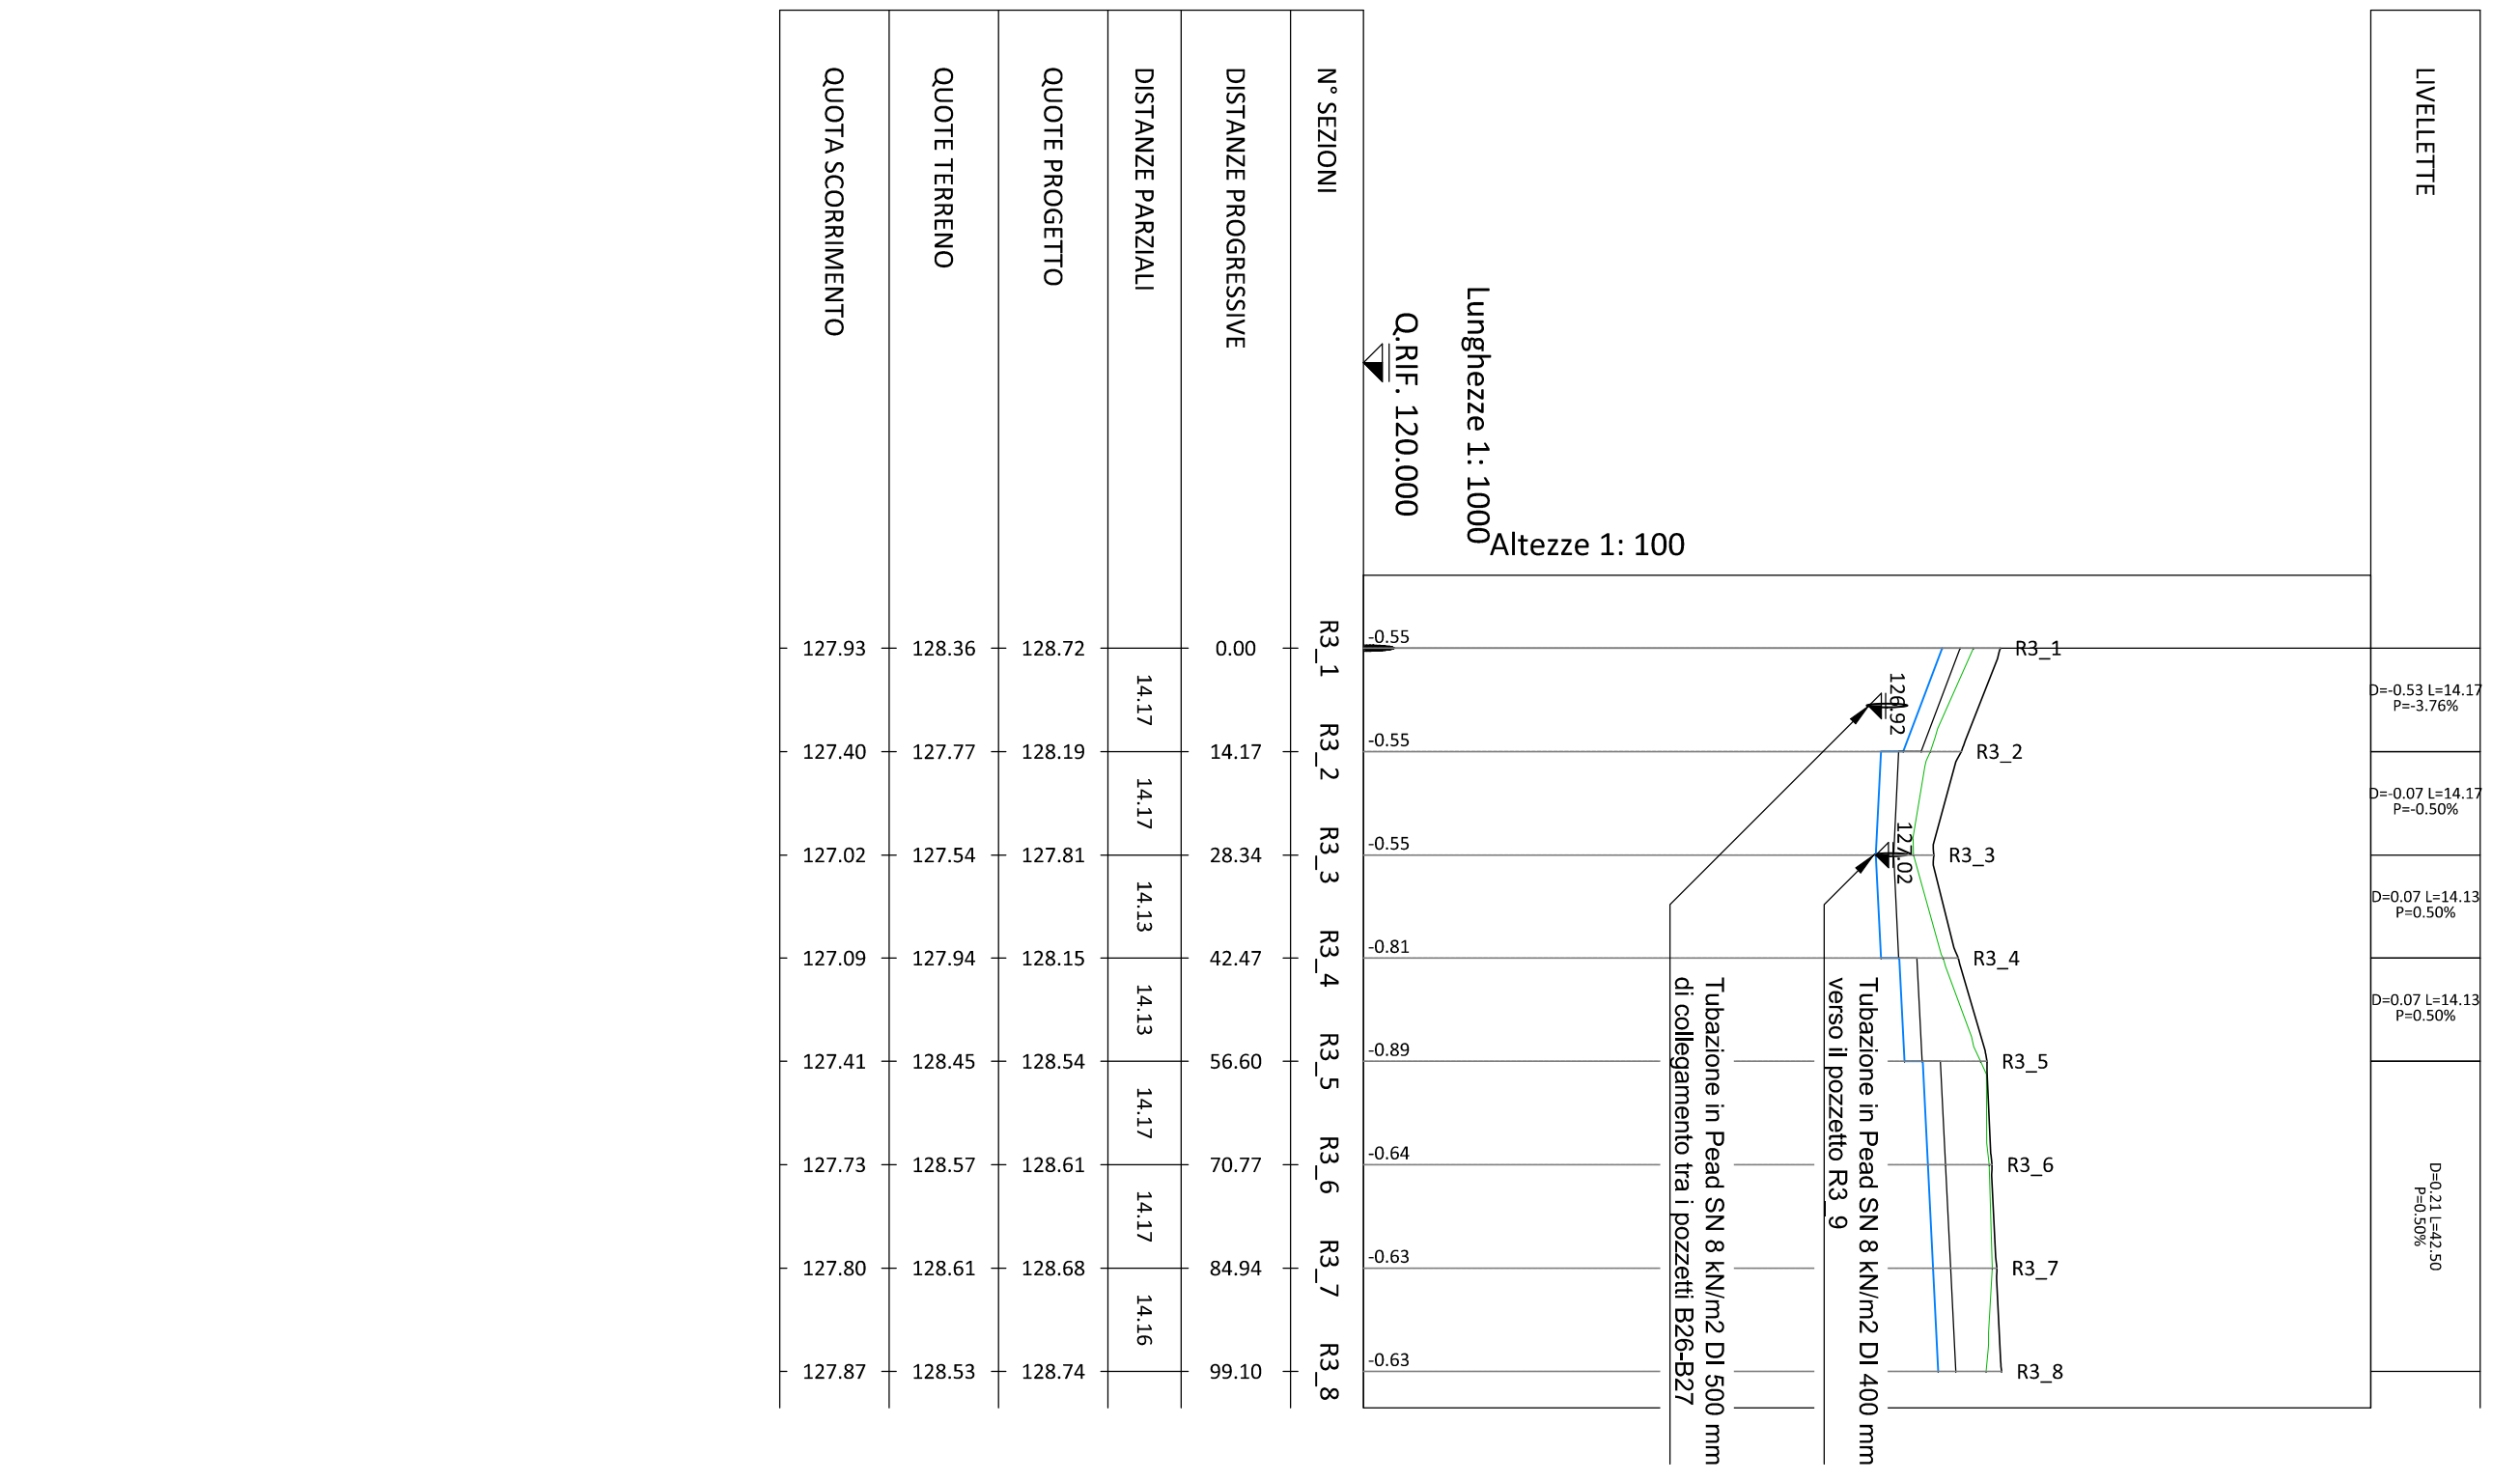 LIVELLETTE
D=-0.53 L=14.17
P=-3.76%
D=-0.07 L=14.17
P=-0.50%
D=0.07 L=14.13
P=0.50%
D=0.07 L=14.13
P=0.50%
D=0.21 L=42.50
P=0.50%
R3_1
R3_2
R3_3
R3_4
R3_5
R3_6
R3_7
R3_8
126.92
127.02
Tubazione in Pead SN 8 kN/m2 DI 400 mm
verso il pozzetto R3_9
Tubazione in Pead SN 8 kN/m2 DI 500 mm
di collegamento tra i pozzetti B26-B27
Altezze 1: 100
Lunghezze 1: 1000
Q.RIF. 120.000
-0.55
-0.55
-0.55
-0.81
-0.89
-0.64
-0.63
-0.63
N° SEZIONI R3_1 R3_2 R3_3 R3_4 R3_5 R3_6 R3_7 R3_8
DISTANZE PROGRESSIVE 0.00 14.17 28.34 42.47 56.60 70.77 84.94 99.10
DISTANZE PARZIALI 14.17 14.17 14.13 14.13 14.17 14.17 14.16
QUOTE PROGETTO 128.72 128.19 127.81 128.15 128.54 128.61 128.68 128.74
QUOTE TERRENO 128.36 127.77 127.54 127.94 128.45 128.57 128.61 128.53
QUOTA SCORRIMENTO 127.93 127.40 127.02 127.09 127.41 127.73 127.80 127.87